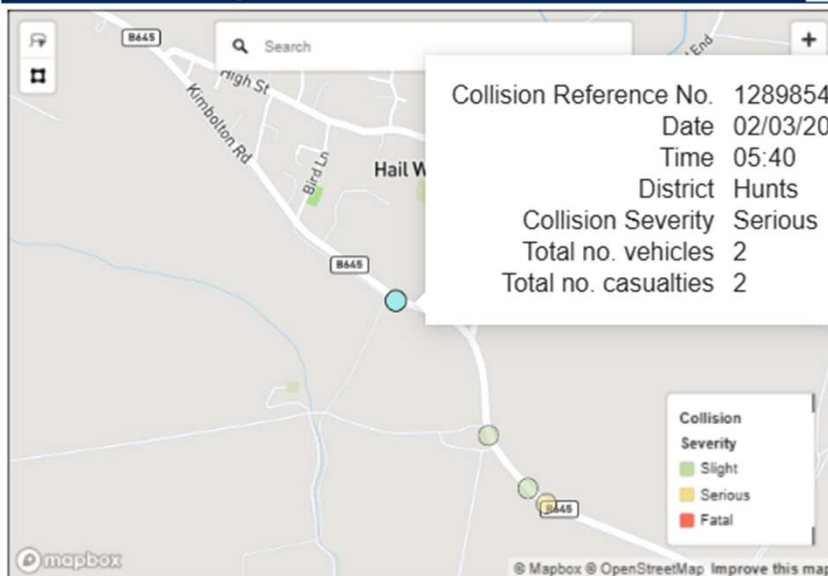 B645
Search
End
High St
Kimbolton Rd
Bird Ln
Hail W
Collision Reference No. 1289854
Date 02/03/20
Time 05:40
District Hunts
Collision Severity Serious
Total no. vehicles 2
Total no. casualties 2
B645
Collision
Severity
Slight
Serious
Fatal
B645
mapbox
© Mapbox © OpenStreetMap Improve this map